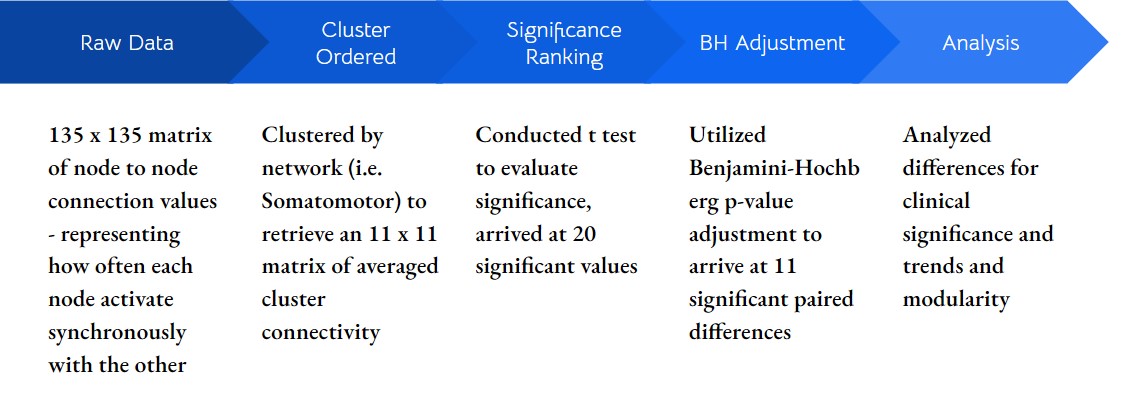 Raw Data
Cluster
Ordered
Significance
Ranking
BH Adjustment
Analysis
135 x 135 matrix
of node to node
connection values
- representing
how often each
node activate
synchronously
with the other
Clustered by
network (i.e.
Somatomotor) to
retrieve an 11 x 11
matrix of averaged
cluster
connectivity
Conducted t test
to evaluate
significance,
arrived at 20
significant values
Utilized
Benjamini-Hochb
erg p-value
adjustment to
arrive at 11
significant paired
differences
Analyzed
differences for
clinical
significance and
trends and
modularity